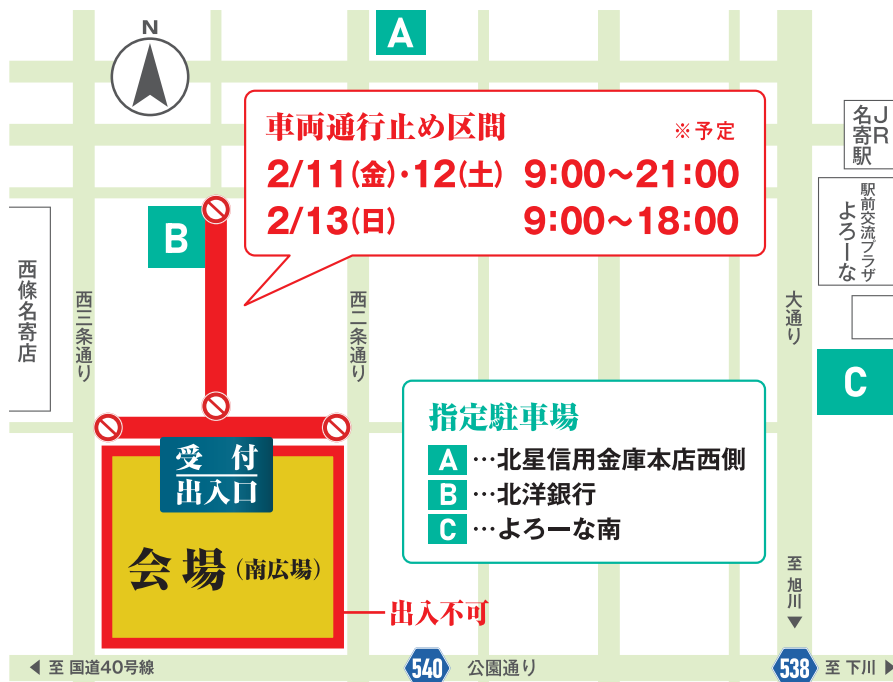 N
A
車両通行止め区間 ※予定
2/11(金)・12(土) 9:00〜21:00
2/13(日) 9:00〜18:00
JR
名寄駅
駅前交流プラザ
よろーな
B
西條名寄店
西三条通り
西二条通り
大通り
C
指定駐車場
A…北星信用金庫本店西側
B…北洋銀行
C…よろーな南
受付
出入口
会場(南広場)
出入不可
至旭川▼
◀至 国道40号線
540
公園通り
538
至 下川▶